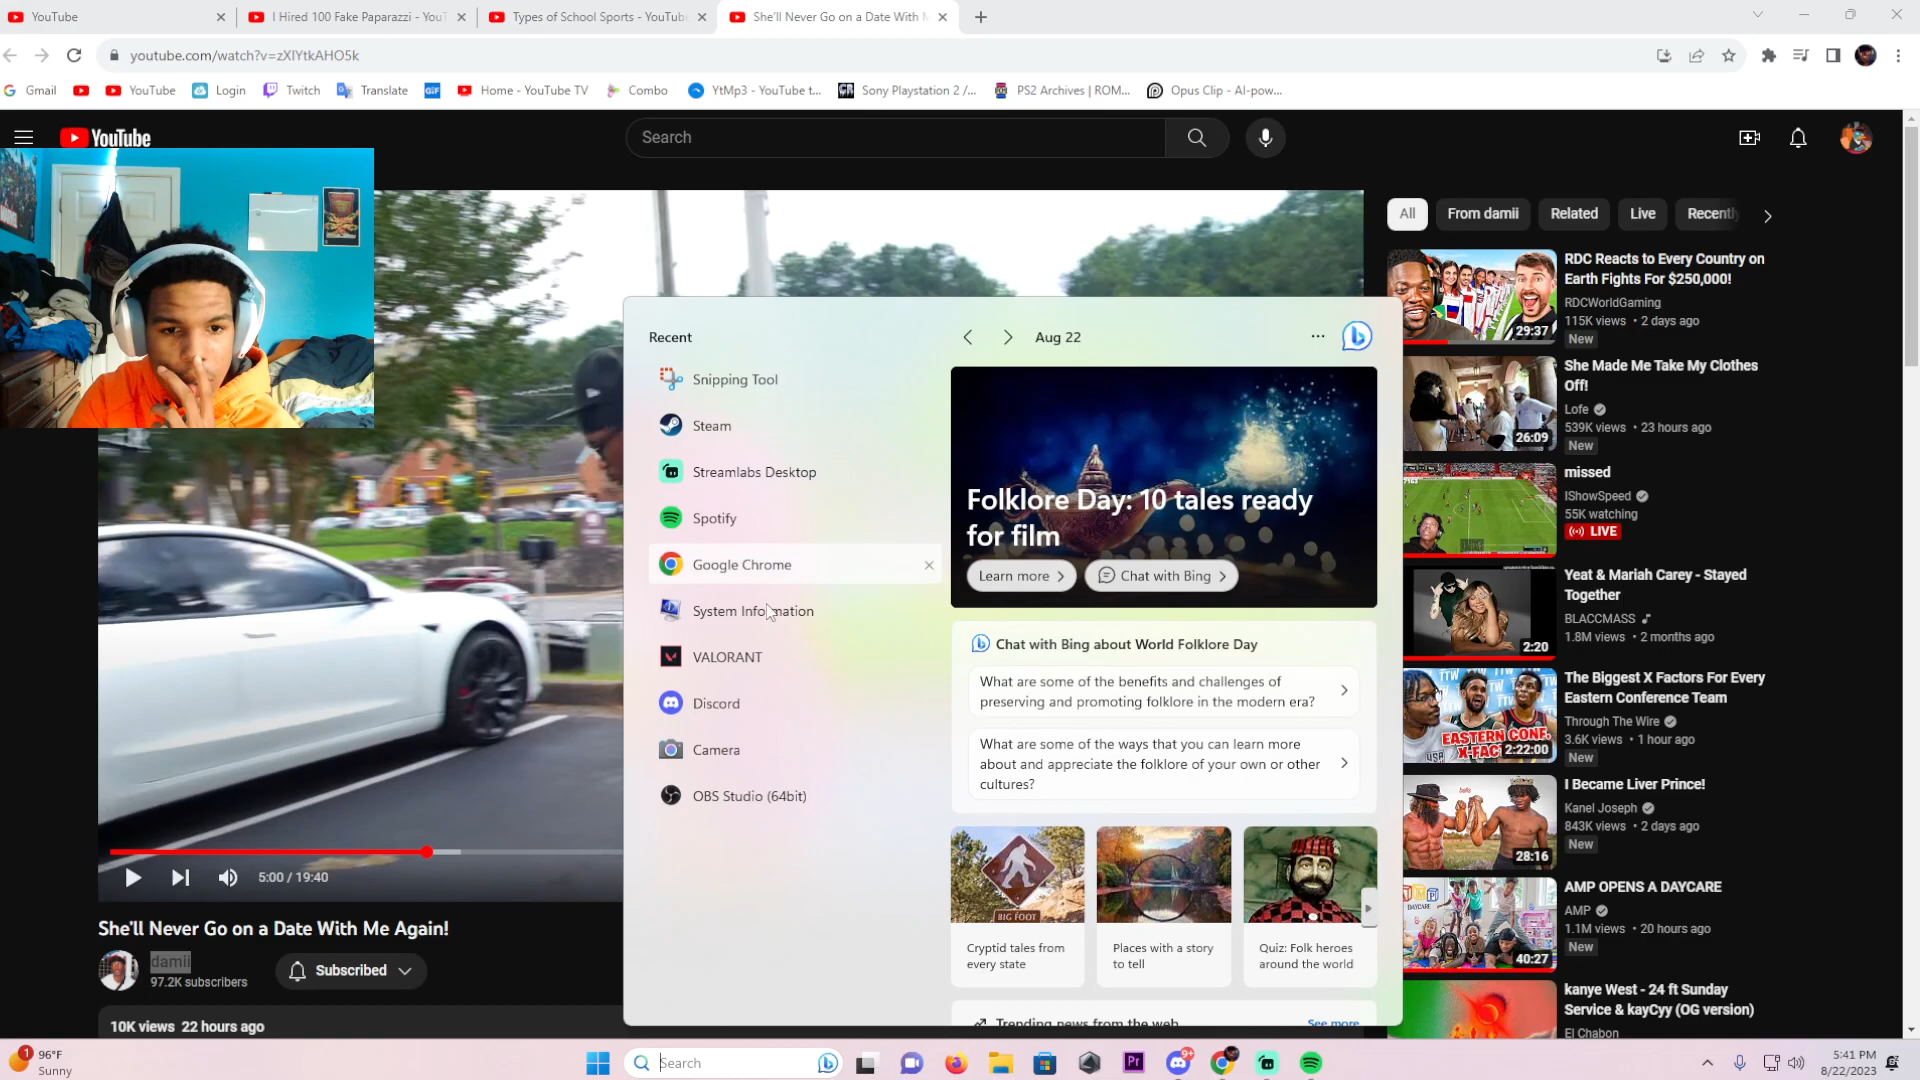 YouTube
I Hired 100 Fake Paparazzi - YouT
Types of School Sports - YouTube
She'll Never Go on a Date With M
youtube.com/watch?v=zXIYtkAHO5k
Gmail
YouTube
Login
Twitch
Translate
GIF
Home - YouTube TV
Combo
YtMp3 - YouTube t...
Sony Playstation 2 /...
PS2 Archives | ROM...
Opus Clip - AI-pow...
YouTube
Search
All
From damii
Related
Live
Recently
RDC Reacts to Every Country on
Earth Fights For $250,000!
RDCWorldGaming
115K views • 2 days ago
New
29:37
She Made Me Take My Clothes
Off!
Lofe
539K views • 23 hours ago
New
26:09
missed
IShowSpeed
55K watching
LIVE
Yeat & Mariah Carey - Stayed
Together
BLACCMASS
1.8M views • 2 months ago
2:20
The Biggest X Factors For Every
Eastern Conference Team
Through The Wire
3.6K views • 1 hour ago
New
EASTERN CONF.
X-FAC
2:22:00
I Became Liver Prince!
Kanel Joseph
843K views • 2 days ago
New
28:16
AMP OPENS A DAYCARE
AMP
1.1M views • 20 hours ago
New
DAYCARE
40:27
kanye West - 24 ft Sunday
Service & kayCyy (OG version)
El Chabon
Recent
Snipping Tool
Steam
Streamlabs Desktop
Spotify
Google Chrome
System Information
VALORANT
Discord
Camera
OBS Studio (64bit)
Aug 22
Folklore Day: 10 tales ready
for film
Learn more
Chat with Bing
Chat with Bing about World Folklore Day
What are some of the benefits and challenges of
preserving and promoting folklore in the modern era?
What are some of the ways that you can learn more
about and appreciate the folklore of your own or other
cultures?
BIG FOOT
Cryptid tales from
every state
Places with a story
to tell
Quiz: Folk heroes
around the world
Trending news from the web
See more
5:00 / 19:40
She'll Never Go on a Date With Me Again!
damii
97.2K subscribers
Subscribed
10K views 22 hours ago
1
96°F
Sunny
Search
Pr
9+
5:41 PM
8/22/2023